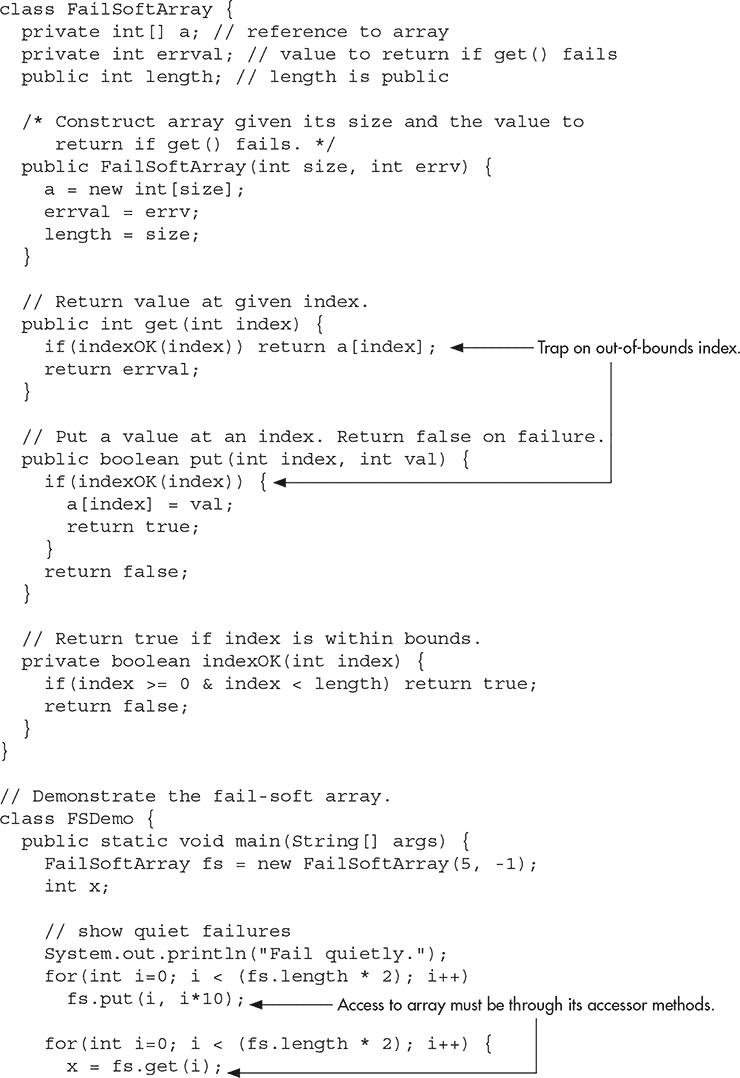 class FailSoftArray {
  private int[] a; // reference to array
  private int errval; // value to return if get() fails
  public int length; // length is public

  /* Construct array given its size and the value to
     return if get() fails. */
  public FailSoftArray(int size, int errv) {
    a = new int[size];
    errval = errv;
    length = size;
  }

  // Return value at given index.
  public int get(int index) {
    if(indexOK(index)) return a[index]; Trap on out-of-bounds index.
    return errval;
  }

  // Put a value at an index. Return false on failure.
  public boolean put(int index, int val) {
    if(indexOK(index)) {
      a[index] = val;
      return true;
    }
    return false;
  }

  // Return true if index is within bounds.
  private boolean indexOK(int index) {
    if(index >= 0 & index < length) return true;
    return false;
  }
}

// Demonstrate the fail-soft array.
class FSDemo {
  public static void main(String[] args) {
    FailSoftArray fs = new FailSoftArray(5, -1);
    int x;

    // show quiet failures
    System.out.println("Fail quietly.");
    for(int i=0; i < (fs.length * 2); i++)
      fs.put(i, i*10); Access to array must be through its accessor methods.

    for(int i=0; i < (fs.length * 2); i++) {
      x = fs.get(i);